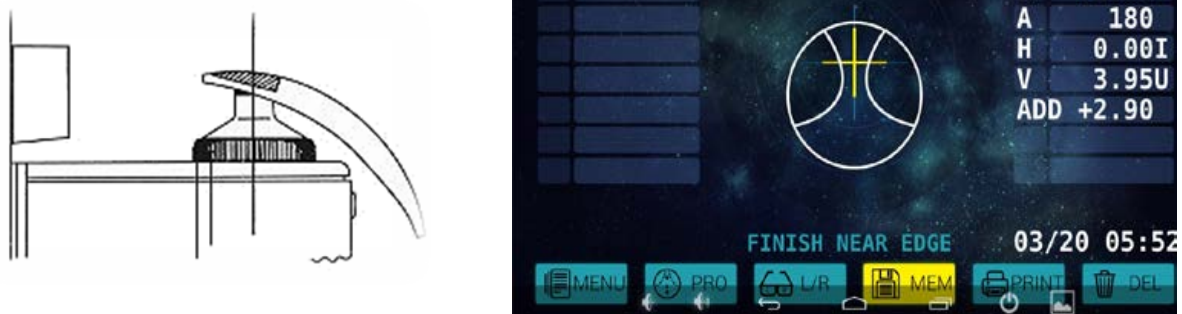 A 180
H 0.00I
V 3.95U
ADD +2.90
FINISH NEAR EDGE
03/20 05:52
MENU PRO L/R MEM PRINT DEL